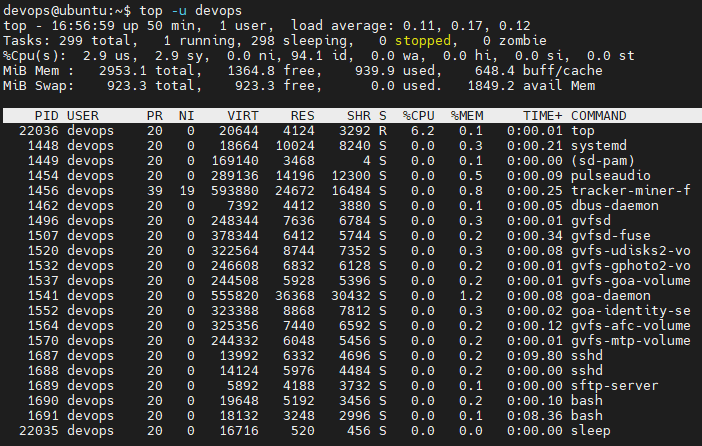 devops@ubuntu:~$ top -u devops
top - 16:56:59 up 50 min,  1 user,  load average: 0.11, 0.17, 0.12
Tasks: 299 total,   1 running, 298 sleeping,   0 stopped,   0 zombie
%Cpu(s):  2.9 us,  2.9 sy,  0.0 ni, 94.1 id,  0.0 wa,  0.0 hi,  0.0 si,  0.0 st
MiB Mem :   2953.1 total,   1364.8 free,    939.9 used,    648.4 buff/cache
MiB Swap:    923.3 total,    923.3 free,      0.0 used.   1849.2 avail Mem
PID USER      PR  NI    VIRT    RES    SHR S  %CPU  %MEM     TIME+ COMMAND
22036 devops    20   0   20644   4124   3292 R   6.2   0.1   0:00.01 top
1448 devops    20   0   18664  10024   8240 S   0.0   0.3   0:00.21 systemd
1449 devops    20   0  169140   3468      4 S   0.0   0.1   0:00.00 (sd-pam)
1454 devops    20   0  289136  14196  12300 S   0.0   0.5   0:00.09 pulseaudio
1456 devops    39  19  593880  24672  16484 S   0.0   0.8   0:00.25 tracker-miner-f
1462 devops    20   0    7392   4412   3880 S   0.0   0.1   0:00.05 dbus-daemon
1496 devops    20   0  248344   7636   6784 S   0.0   0.3   0:00.01 gvfsd
1507 devops    20   0  378344   6412   5744 S   0.0   0.2   0:00.34 gvfsd-fuse
1520 devops    20   0  322564   8744   7352 S   0.0   0.3   0:00.08 gvfs-udisks2-vo
1532 devops    20   0  246608   6832   6128 S   0.0   0.2   0:00.01 gvfs-gphoto2-vo
1537 devops    20   0  244508   5928   5396 S   0.0   0.2   0:00.01 gvfs-goa-volume
1541 devops    20   0  555820  36368  30432 S   0.0   1.2   0:00.08 goa-daemon
1552 devops    20   0  323388   8868   7812 S   0.0   0.3   0:00.02 goa-identity-se
1564 devops    20   0  325356   7440   6592 S   0.0   0.2   0:00.12 gvfs-afc-volume
1570 devops    20   0  244332   6048   5456 S   0.0   0.2   0:00.01 gvfs-mtp-volume
1687 devops    20   0   13992   6332   4696 S   0.0   0.2   0:09.80 sshd
1688 devops    20   0   14124   5976   4484 S   0.0   0.2   0:00.00 sshd
1689 devops    20   0    5892   4188   3732 S   0.0   0.1   0:00.00 sftp-server
1690 devops    20   0   19648   5192   3456 S   0.0   0.2   0:00.10 bash
1691 devops    20   0   18132   3248   2996 S   0.0   0.1   0:08.36 bash
22035 devops    20   0   16716    520    456 S   0.0   0.0   0:00.00 sleep